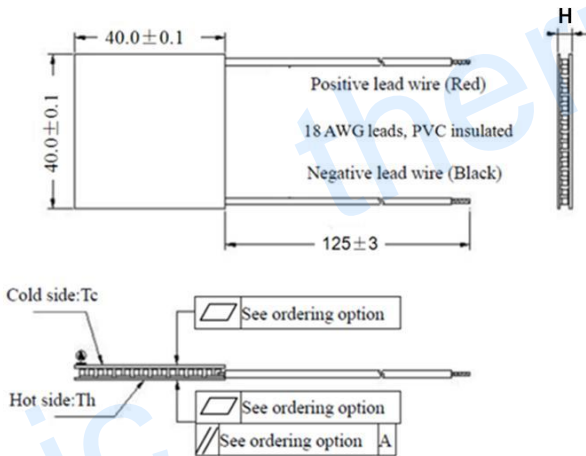 H
40.0±0.1
Positive lead wire (Red)
40.0±0.1
18 AWG leads, PVC insulated
Negative lead wire (Black)
125±3
Cold side:Tc
See ordering option
A
Hot side:Th
See ordering option
See ordering option A
ther
ic